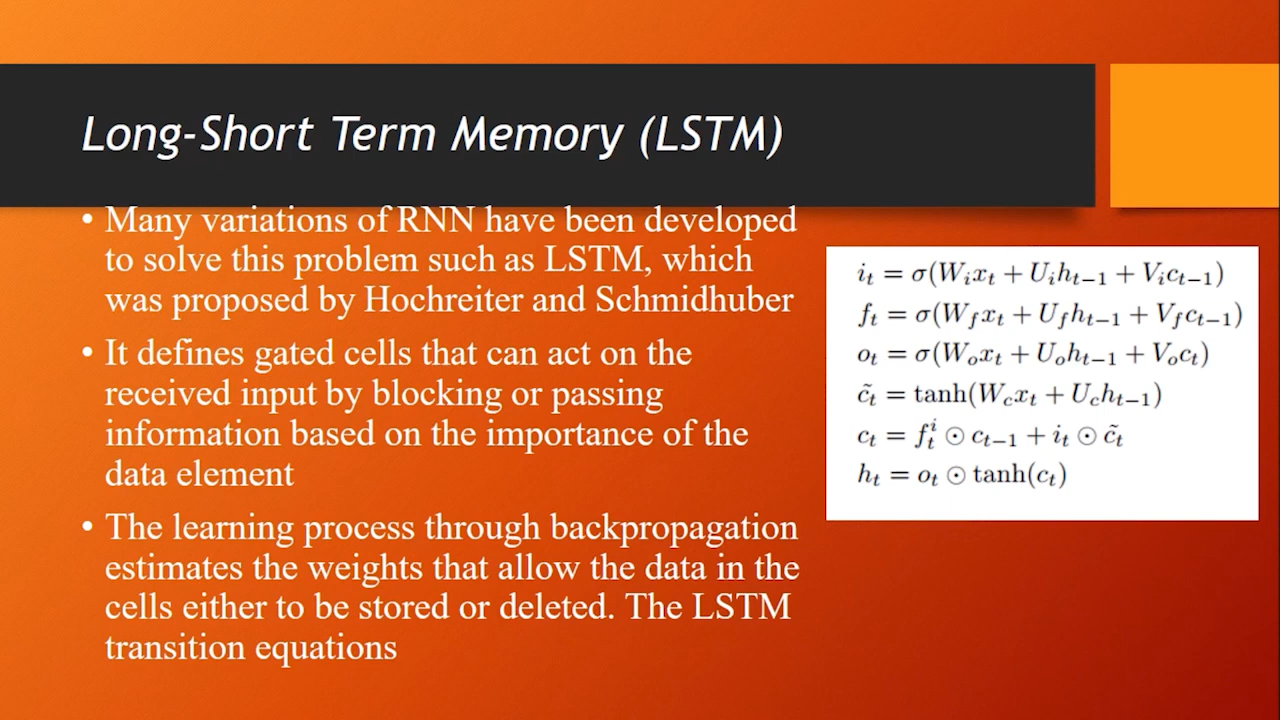 Long-Short Term Memory (LSTM)
• Many variations of RNN have been developed
to solve this problem such as LSTM, which
was proposed by Hochreiter and Schmidhuber
• It defines gated cells that can act on the
received input by blocking or passing
information based on the importance of the
data element
• The learning process through backpropagation
estimates the weights that allow the data in the
cells either to be stored or deleted. The LSTM
transition equations
i_t = σ(W_i x_t + U_i h_{t−1} + V_i c_{t−1})
f_t = σ(W_f x_t + U_f h_{t−1} + V_f c_{t−1})
o_t = σ(W_o x_t + U_o h_{t−1} + V_o c_t)
c̃_t = tanh(W_c x_t + U_c h_{t−1})
c_t = f_t^i ⊙ c_{t−1} + i_t ⊙ c̃_t
h_t = o_t ⊙ tanh(c_t)